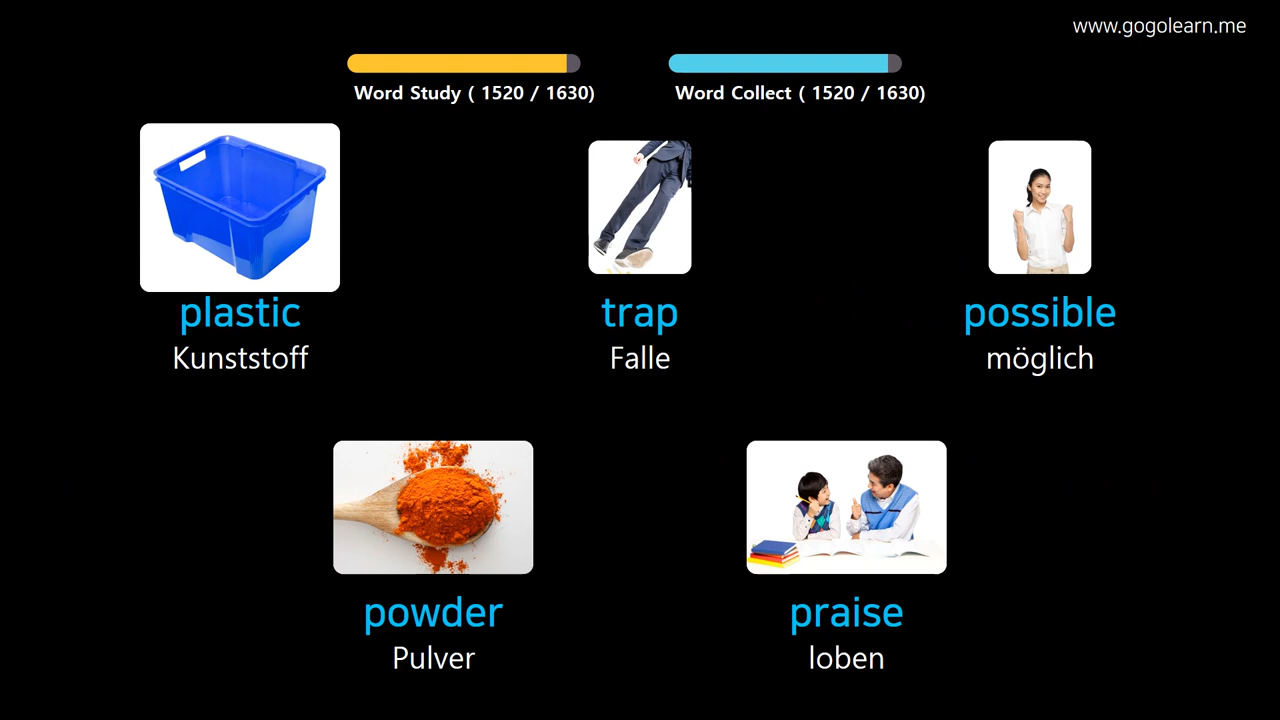 www.gogolearn.me
Word Study ( 1520 / 1630)
Word Collect ( 1520 / 1630)
plastic
Kunststoff
trap
Falle
possible
möglich
powder
Pulver
praise
loben